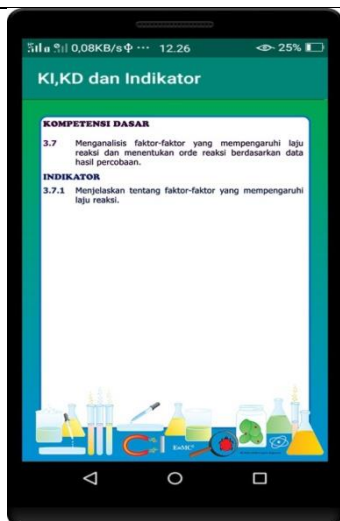 0,08KB/s ··· 12.26 25%
KI,KD dan Indikator
KOMPETENSI DASAR
3.7 Menganalisis faktor-faktor yang mempengaruhi laju
reaksi dan menentukan orde reaksi berdasarkan data
hasil percobaan.
INDIKATOR
3.7.1 Menjelaskan tentang faktor-faktor yang mempengaruhi
laju reaksi.
E=MC²